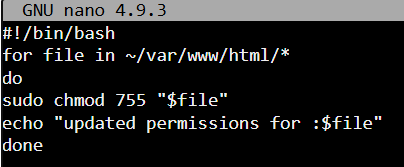 GNU nano 4.9.3
#!/bin/bash
for file in ~/var/www/html/*
do
sudo chmod 755 "$file"
echo "updated permissions for :$file"
done